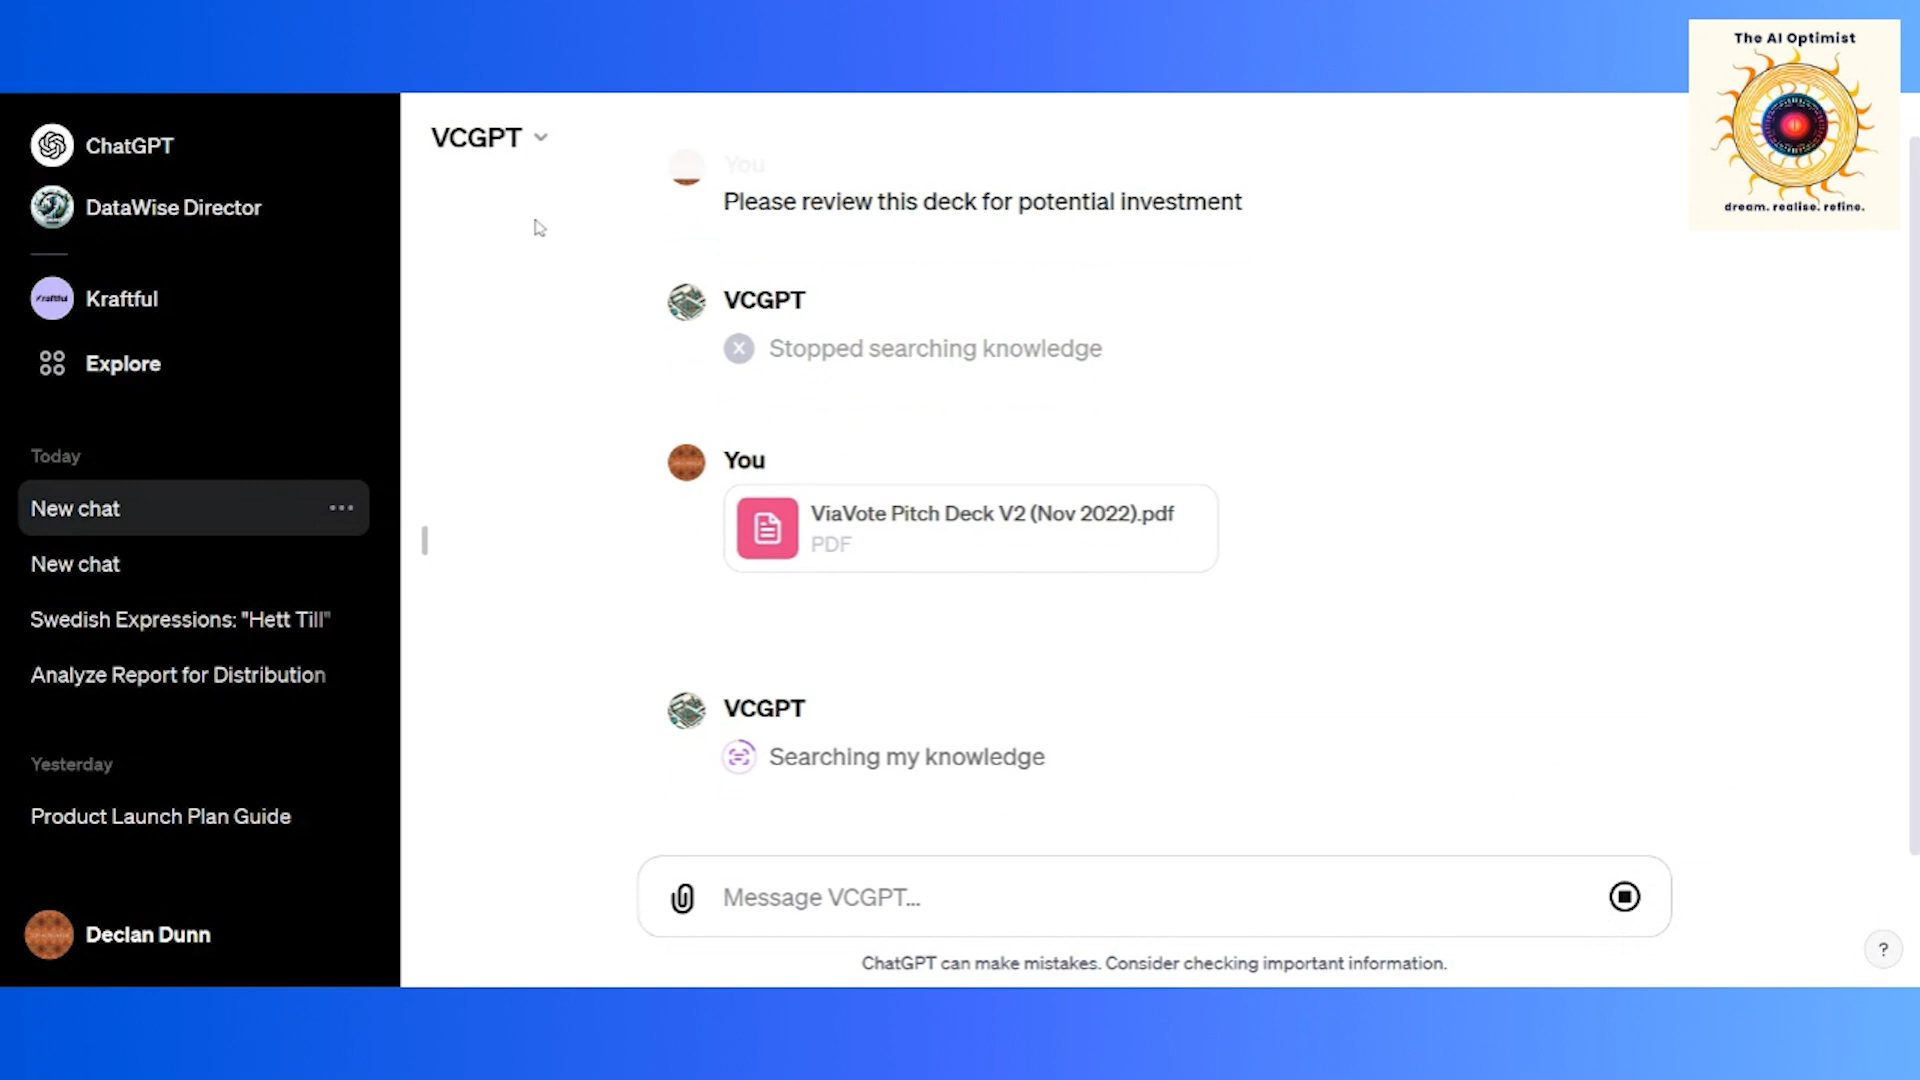 The AI Optimist
dream. realise. refine.
ChatGPT
DataWise Director
Kraftful
Kraftful
Explore
Today
New chat
New chat
Swedish Expressions: "Hett Till"
Analyze Report for Distribution
Yesterday
Product Launch Plan Guide
Declan Dunn
VCGPT
You
Please review this deck for potential investment
VCGPT
Stopped searching knowledge
You
ViaVote Pitch Deck V2 (Nov 2022).pdf
PDF
VCGPT
Searching my knowledge
Message VCGPT...
ChatGPT can make mistakes. Consider checking important information.
?